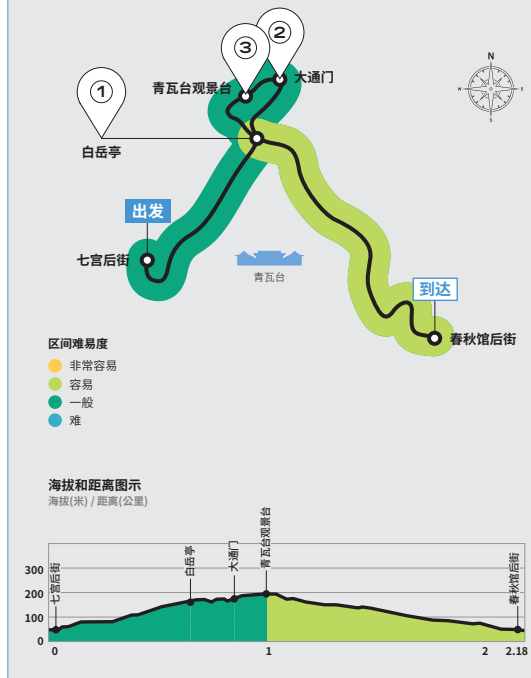 ③
②
青瓦台观景台
大通门
①
白岳亭
N
W
E
S
出发
七宫后街
青瓦台
到达
春秋馆后街
区间难易度
非常容易
容易
一般
难
海拔和距离图示
海拔(米) / 距离(公里)
300
200
100
0
七宫后街
白岳亭
大通门
青瓦台观景台
春秋馆后街
0
1
2
2.18